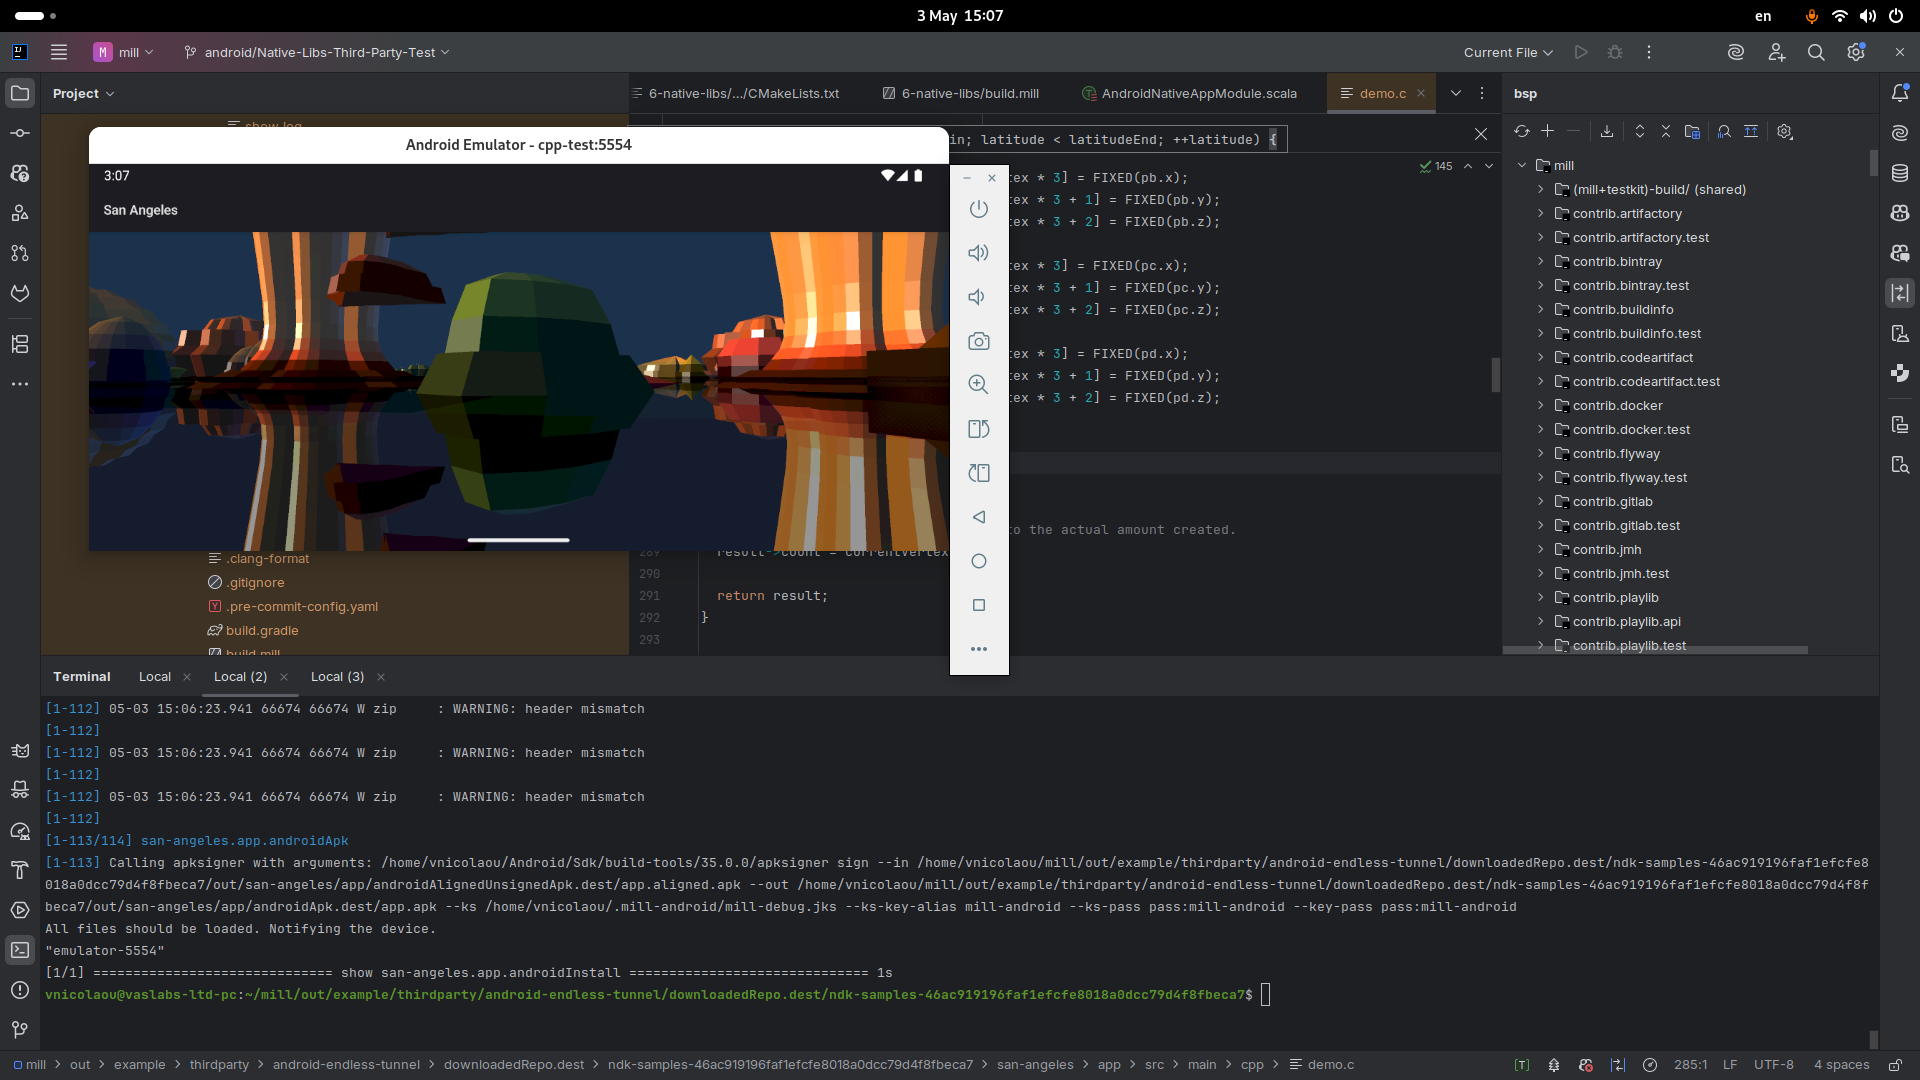 3 May 15:07
en
M mill
android/Native-Libs-Third-Party-Test
Current File
Project
6-native-libs/.../CMakeLists.txt
6-native-libs/build.mill
AndroidNativeAppModule.scala
demo.c
bsp
Android Emulator - cpp-test:5554
3:07
San Angeles
in; latitude < latitudeEnd; ++latitude) {
145
tex * 3] = FIXED(pb.x);
tex * 3 + 1] = FIXED(pb.y);
tex * 3 + 2] = FIXED(pb.z);
tex * 3] = FIXED(pc.x);
tex * 3 + 1] = FIXED(pc.y);
tex * 3 + 2] = FIXED(pc.z);
tex * 3] = FIXED(pd.x);
tex * 3 + 1] = FIXED(pd.y);
tex * 3 + 2] = FIXED(pd.z);
to the actual amount created.
289 result->count = currentVertex
290
291 return result;
292 }
293
.clang-format
.gitignore
.pre-commit-config.yaml
build.gradle
build.mill
mill
(mill+testkit)-build/ (shared)
contrib.artifactory
contrib.artifactory.test
contrib.bintray
contrib.bintray.test
contrib.buildinfo
contrib.buildinfo.test
contrib.codeartifact
contrib.codeartifact.test
contrib.docker
contrib.docker.test
contrib.flyway
contrib.flyway.test
contrib.gitlab
contrib.gitlab.test
contrib.jmh
contrib.jmh.test
contrib.playlib
contrib.playlib.api
contrib.playlib.test
Terminal
Local
Local (2)
Local (3)
[1-112] 05-03 15:06:23.941 66674 66674 W zip : WARNING: header mismatch
[1-112]
[1-112] 05-03 15:06:23.941 66674 66674 W zip : WARNING: header mismatch
[1-112]
[1-112] 05-03 15:06:23.941 66674 66674 W zip : WARNING: header mismatch
[1-112]
[1-113/114] san-angeles.app.androidApk
[1-113] Calling apksigner with arguments: /home/vnicolaou/Android/Sdk/build-tools/35.0.0/apksigner sign --in /home/vnicolaou/mill/out/example/thirdparty/android-endless-tunnel/downloadedRepo.dest/ndk-samples-46ac919196faf1efcfe8
018a0dcc79d4f8fbeca7/out/san-angeles/app/androidAlignedUnsignedApk.dest/app.aligned.apk --out /home/vnicolaou/mill/out/example/thirdparty/android-endless-tunnel/downloadedRepo.dest/ndk-samples-46ac919196faf1efcfe8018a0dcc79d4f8f
beca7/out/san-angeles/app/androidApk.dest/app.apk --ks /home/vnicolaou/.mill-android/mill-debug.jks --ks-key-alias mill-android --ks-pass pass:mill-android --key-pass pass:mill-android
All files should be loaded. Notifying the device.
"emulator-5554"
[1/1] ============================== show san-angeles.app.androidInstall ============================== 1s
vnicolaou@vaslabs-ltd-pc:~/mill/out/example/thirdparty/android-endless-tunnel/downloadedRepo.dest/ndk-samples-46ac919196faf1efcfe8018a0dcc79d4f8fbeca7$
mill > out > example > thirdparty > android-endless-tunnel > downloadedRepo.dest > ndk-samples-46ac919196faf1efcfe8018a0dcc79d4f8fbeca7 > san-angeles > app > src > main > cpp > demo.c
285:1 LF UTF-8 4 spaces